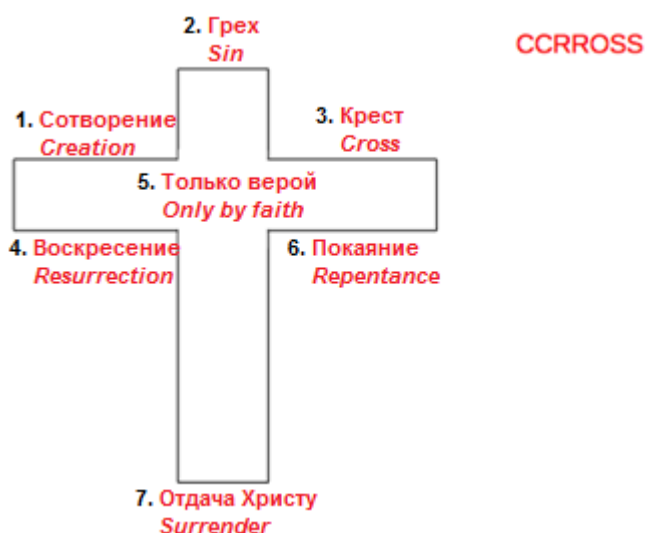 2. Грех
Sin
CCRROSS
1. Сотворение
Creation
3. Крест
Cross
5. Только верой
Only by faith
4. Воскресение
Resurrection
6. Покаяние
Repentance
7. Отдача Христу
Surrender